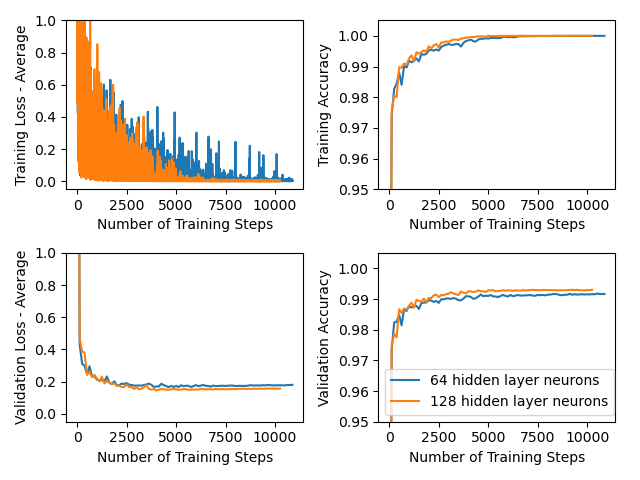 Training Loss - Average
1.0
0.8
0.6
0.4
0.2
0.0
0 2500 5000 7500 10000
Number of Training Steps
Training Accuracy
1.00
0.99
0.98
0.97
0.96
0.95
0 2500 5000 7500 10000
Number of Training Steps
Validation Loss - Average
1.0
0.8
0.6
0.4
0.2
0.0
0 2500 5000 7500 10000
Number of Training Steps
Validation Accuracy
1.00
0.99
0.98
0.97
0.96
0.95
64 hidden layer neurons
128 hidden layer neurons
0 2500 5000 7500 10000
Number of Training Steps